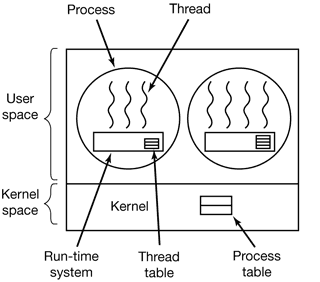 Process
Thread
User
space
Kernel
space
Kernel
Run-time
system
Thread
table
Process
table